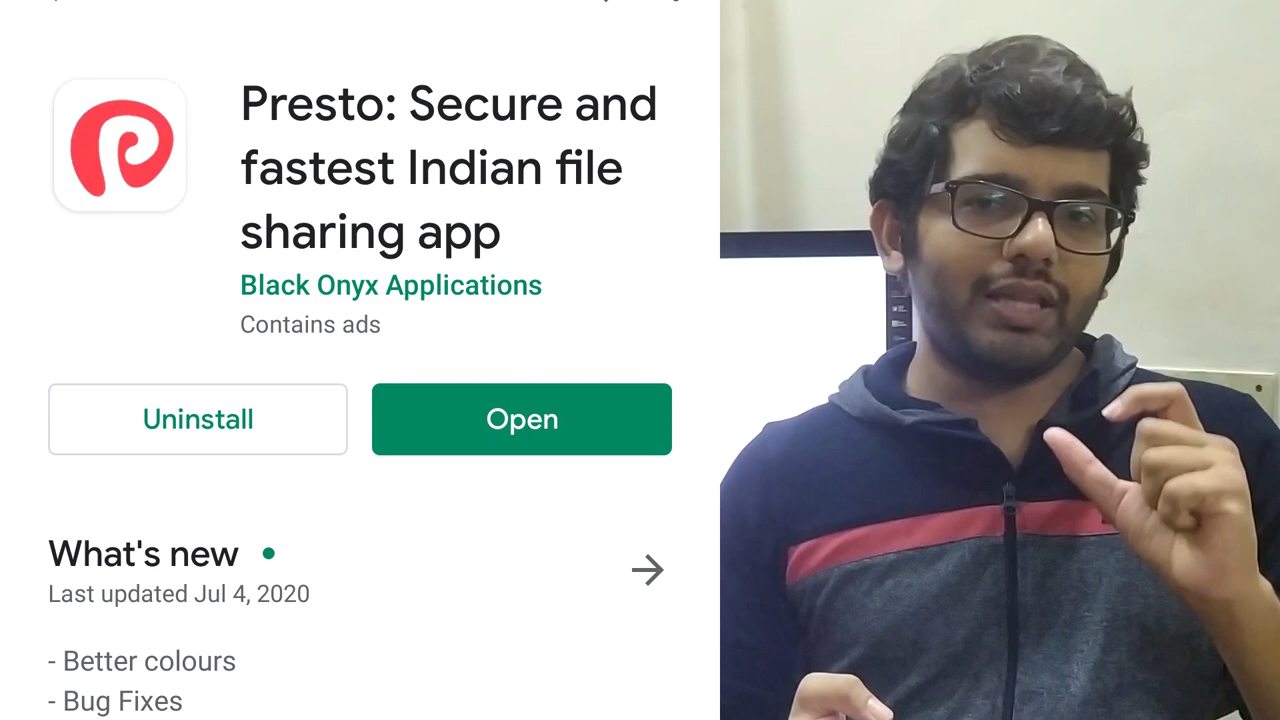 Presto: Secure and
fastest Indian file
sharing app
Black Onyx Applications
Contains ads
Uninstall
Open
What's new
Last updated Jul 4, 2020
- Better colours
- Bug Fixes